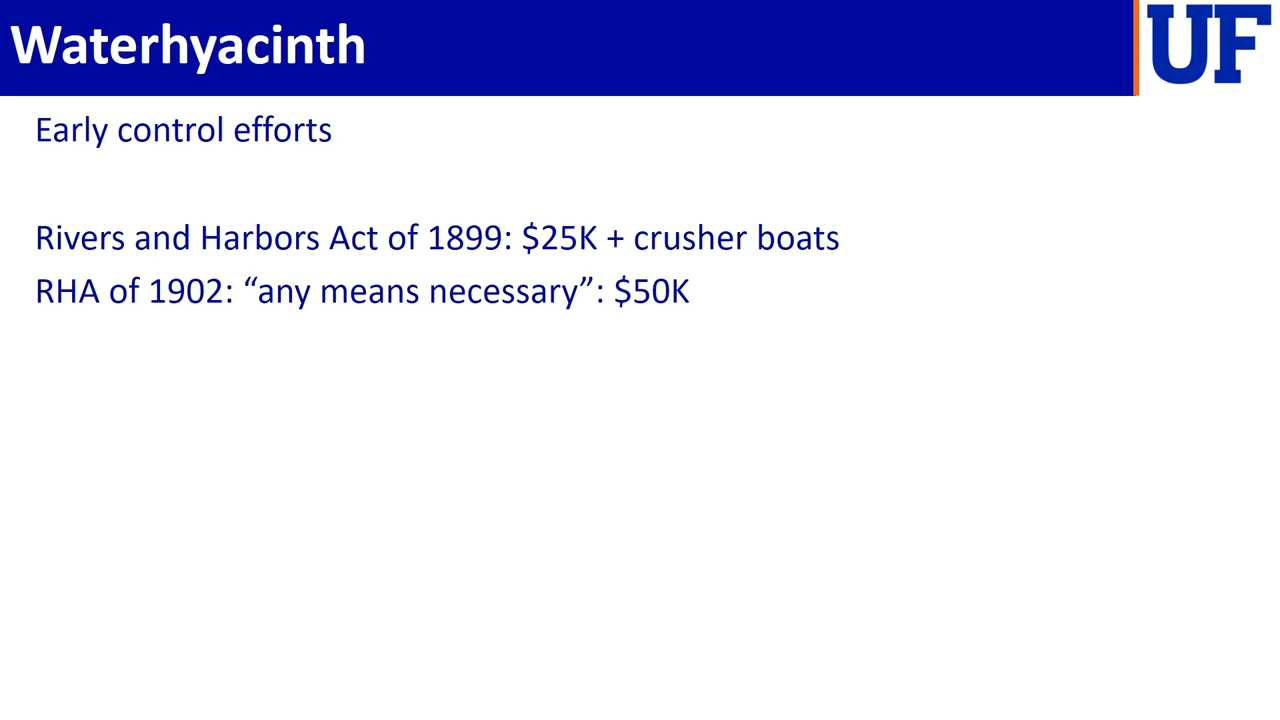 Waterhyacinth
UF
Early control efforts
Rivers and Harbors Act of 1899: $25K + crusher boats
RHA of 1902: “any means necessary”: $50K